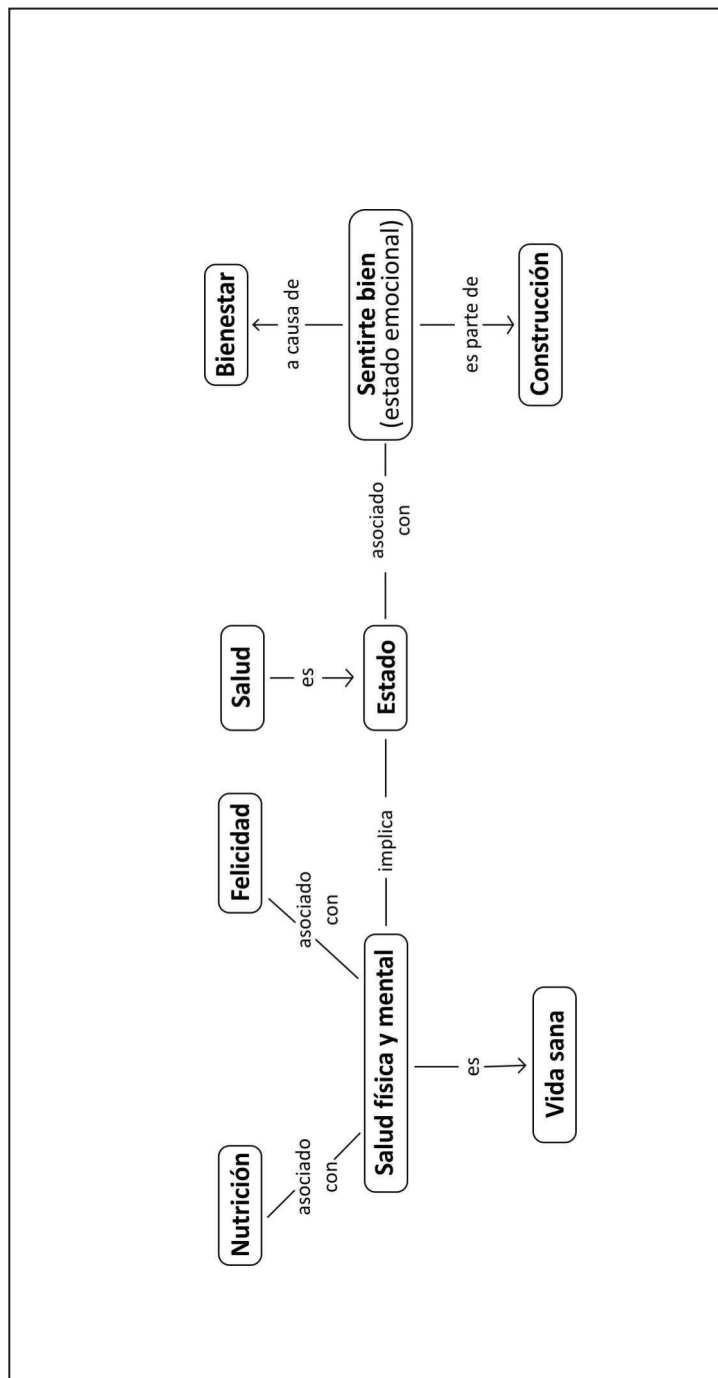 Nutrición
Felicidad
Salud
Bienestar
asociado
con
asociado
con
es
a causa de
Salud física y mental
implica
Estado
asociado
con
Sentirte bien
(estado emocional)
es
es parte de
Vida sana
Construcción